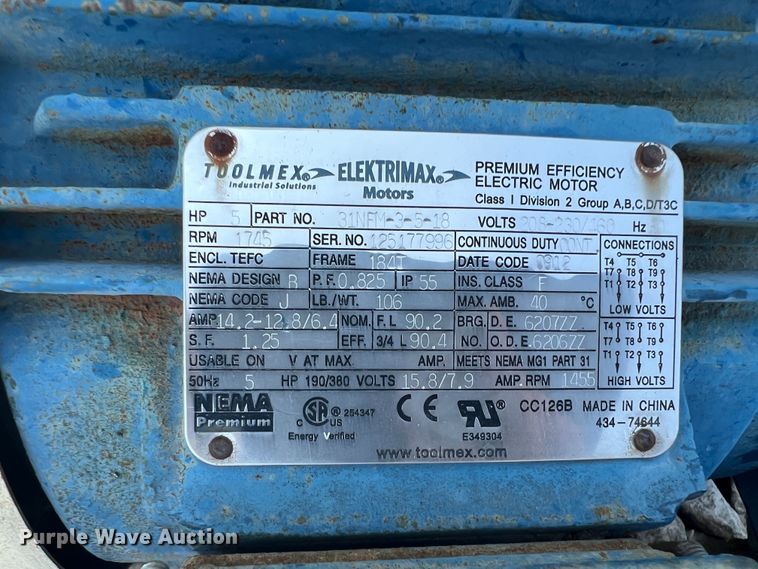 TOOLMEX® ELEKTRIMAX® PREMIUM EFFICIENCY
Industrial Solutions Motors ELECTRIC MOTOR
Class I Division 2 Group A,B,C,D/T3C
HP 5 PART NO. 31NFM-3-5-18 VOLTS 208-230/460 Hz
RPM 1745 SER. NO. 125177996 CONTINUOUS DUTY CONT. CONNECTIONS
ENCL. TEFC FRAME 184T DATE CODE 0912 T4 T5 T6
NEMA DESIGN B P.F. 0.825 IP 55 INS. CLASS F T7 T8 T9
NEMA CODE J LB./WT. 106 MAX. AMB. 40 °C T1 T2 T3
LOW VOLTS
AMP 14.2-12.8/6.4 NOM. F.L 90.2 BRG. D.E. 6207ZZ T4 T5 T6
S.F. 1.25 EFF. 3/4 L 90.4 NO. O.D.E. 6206ZZ T7 T8 T9
USABLE ON V AT MAX AMP. MEETS NEMA MG1 PART 31 T1 T2 T3
50Hz 5 HP 190/380 VOLTS 15.8/7.9 AMP. RPM 1455 HIGH VOLTS
NEMA Premium C US 254347 CE CC126B MADE IN CHINA
Energy Verified E349304 434-74644
www.toolmex.com
Purple Wave Auction